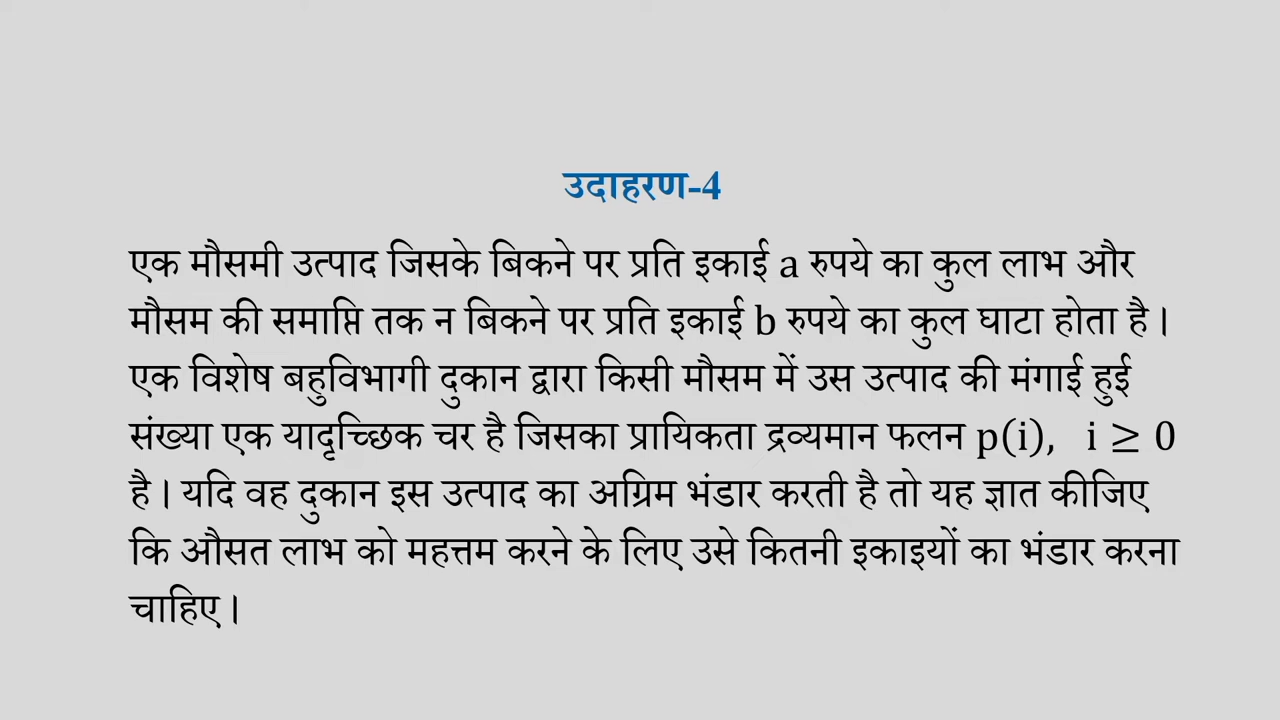 उदाहरण-4
एक मौसमी उत्पाद जिसके बिकने पर प्रति इकाई a रुपये का कुल लाभ और
मौसम की समाप्ति तक न बिकने पर प्रति इकाई b रुपये का कुल घाटा होता है।
एक विशेष बहुविभागी दुकान द्वारा किसी मौसम में उस उत्पाद की मंगाई हुई
संख्या एक यादृच्छिक चर है जिसका प्रायिकता द्रव्यमान फलन p(i), i ≥ 0
है। यदि वह दुकान इस उत्पाद का अग्रिम भंडार करती है तो यह ज्ञात कीजिए
कि औसत लाभ को महत्तम करने के लिए उसे कितनी इकाइयों का भंडार करना
चाहिए।